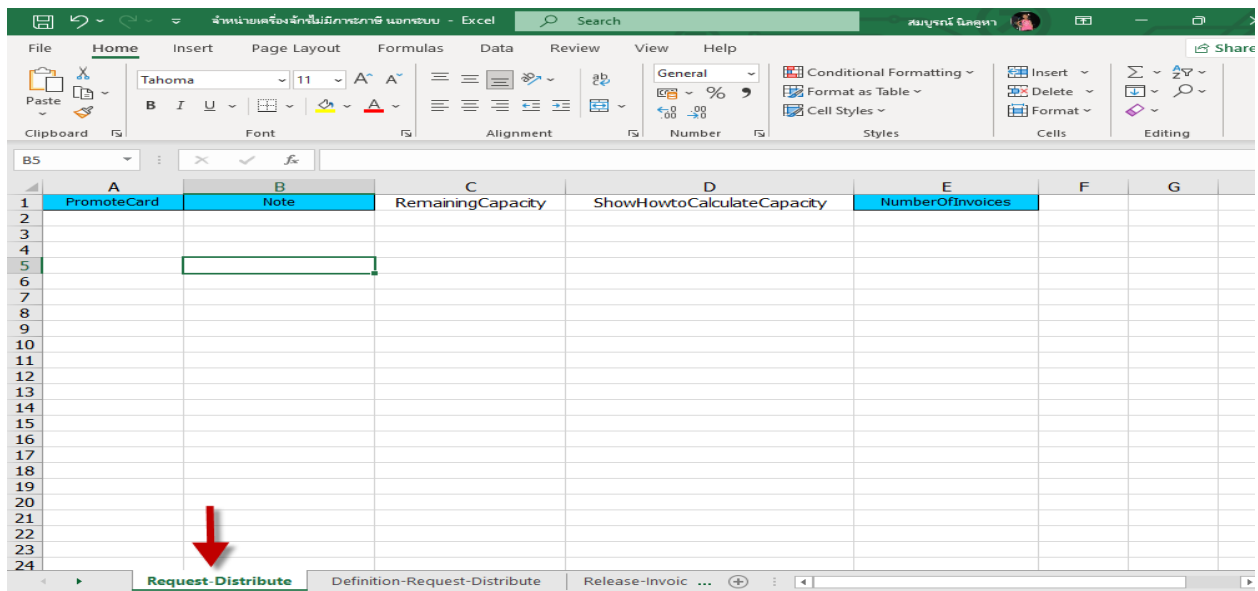 จำหน่ายเครื่องจักรไม่มีภาระภาษี นอกระบบ - Excel Search สมบูรณ์ นิลดูหา
File Home Insert Page Layout Formulas Data Review View Help Share
Paste Tahoma 11 A A ab General Conditional Formatting Insert
B I U A % 9 Format as Table Delete
Cell Styles Format
Clipboard Font Alignment Number Styles Cells Editing
B5 fx
A B C D E F G
1 PromoteCard Note RemainingCapacity ShowHowtoCalculateCapacity NumberOfInvoices
2
3
4
5
6
7
8
9
10
11
12
13
14
15
16
17
18
19
20
21
22
23
24
Request-Distribute Definition-Request-Distribute Release-Invoic ...